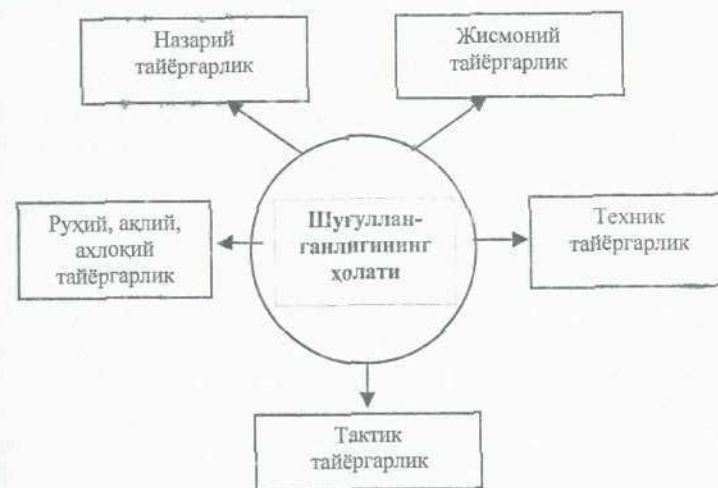 Назарий
тайёргарлик
Жисмоний
тайёргарлик
Руҳий, ақлий,
ахлоқий
тайёргарлик
Шуғуллан-
ганлигининг
ҳолати
Техник
тайёргарлик
Тактик
тайёргарлик